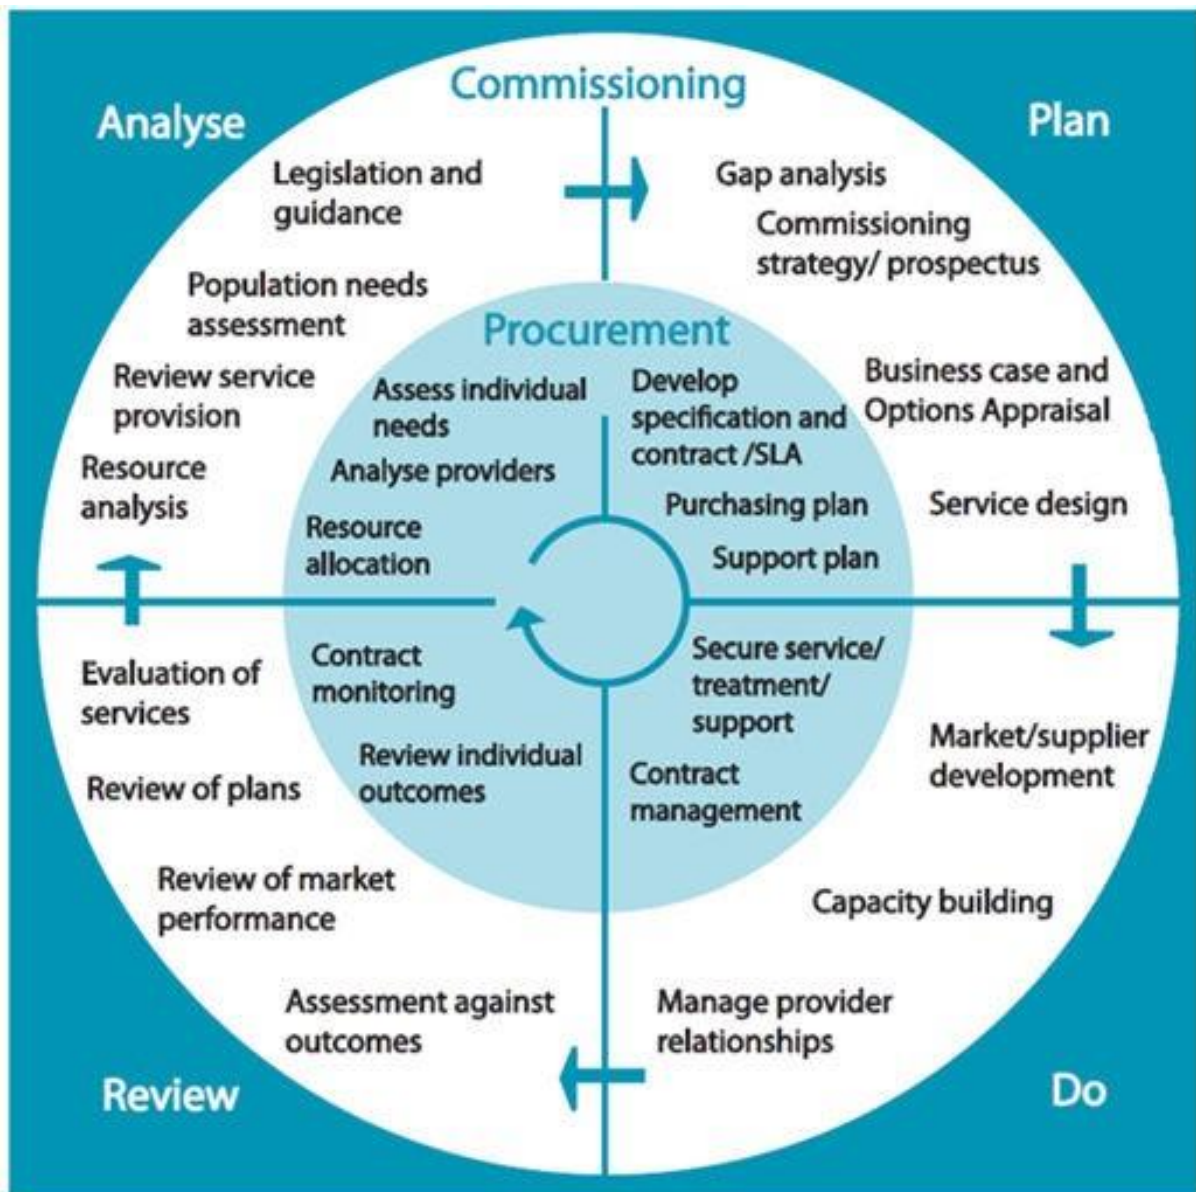 Commissioning
Analyse
Plan
Legislation and
guidance
Population needs
assessment
Review service
provision
Resource
analysis
Gap analysis
Commissioning
strategy/ prospectus
Business case and
Options Appraisal
Service design
Procurement
Assess individual
needs
Analyse providers
Resource
allocation
Develop
specification and
contract /SLA
Purchasing plan
Support plan
Contract
monitoring
Review individual
outcomes
Secure service/
treatment/
support
Contract
management
Evaluation of
services
Review of plans
Review of market
performance
Assessment against
outcomes
Market/supplier
development
Capacity building
Manage provider
relationships
Review
Do